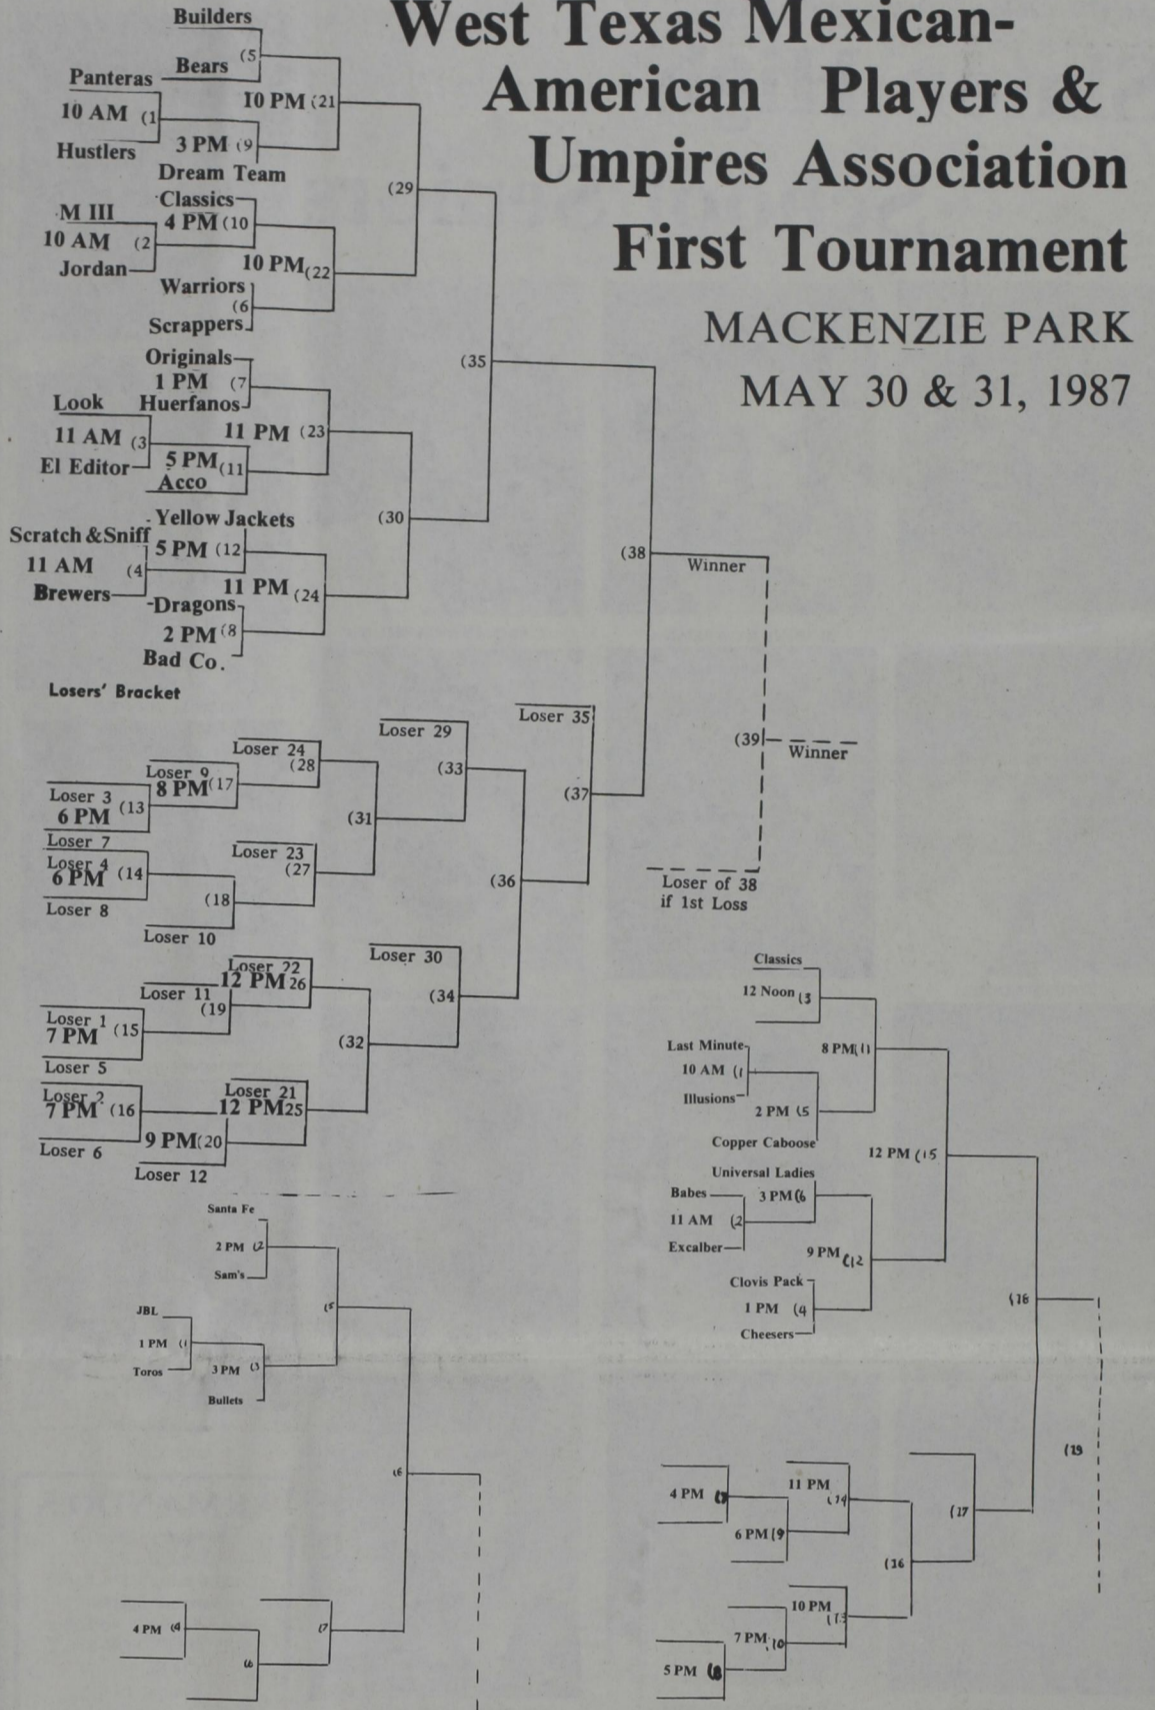 West Texas Mexican-
American Players &
Umpires Association
First Tournament
MACKENZIE PARK
MAY 30 & 31, 1987
Builders
(5
Bears
Panteras
10 PM (21
10 AM (1
3 PM (9
Hustlers
Dream Team
(29
Classics
M III
4 PM (10
10 AM (2
10 PM (22
Jordan
Warriors
(6
Scrappers
(35
Originals
1 PM (7
Look
Huerfanos
11 AM (3
11 PM (23
El Editor
5 PM (11
Acco
(30
Yellow Jackets
Scratch & Sniff
5 PM (12
11 AM (4
11 PM (24
Brewers
-Dragons
2 PM (8
Bad Co.
(38
Winner
Losers' Bracket
Loser 35
Loser 29
Loser 24
(28
(33
(39
Winner
Loser 9
8 PM (17
Loser 3
6 PM (13
(37
Loser 7
(31
Loser 4
6 PM (14
Loser 23
(27
Loser 8
(18
(36
Loser of 38
if 1st Loss
Loser 10
Loser 30
Loser 22
12 PM 26
Loser 11
(19
(34
Loser 1
7 PM (15
(32
Loser 5
Loser 2
7 PM (16
Loser 21
12 PM 25
Loser 6
9 PM (20
Loser 12
Classics
12 Noon (3
Last Minute
8 PM (11
10 AM (1
Illusions
2 PM (5
Copper Caboose
12 PM (15
Universal Ladies
Babes
3 PM (6
11 AM (2
Excalber
9 PM (12
Clovis Pack
1 PM (4
(18
Cheesers
(19
4 PM
11 PM (14
6 PM (9
(17
(16
10 PM (13
7 PM (10
5 PM (8
Santa Fe
2 PM (2
Sam's
JBL
(5
1 PM (1
3 PM (3
Toros
Bullets
4 PM (4
(7
(6